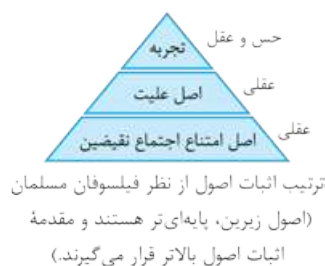 حس و عقل
تجربه
عقلی
اصل علیت
عقلی
اصل امتناع اجتماع نقیضین
ترتیب اثبات اصول از نظر فیلسوفان مسلمان
(اصول زیرین، پایه‌ای‌تر هستند و مقدمهٔ
اثبات اصول بالاتر قرار می‌گیرند.)